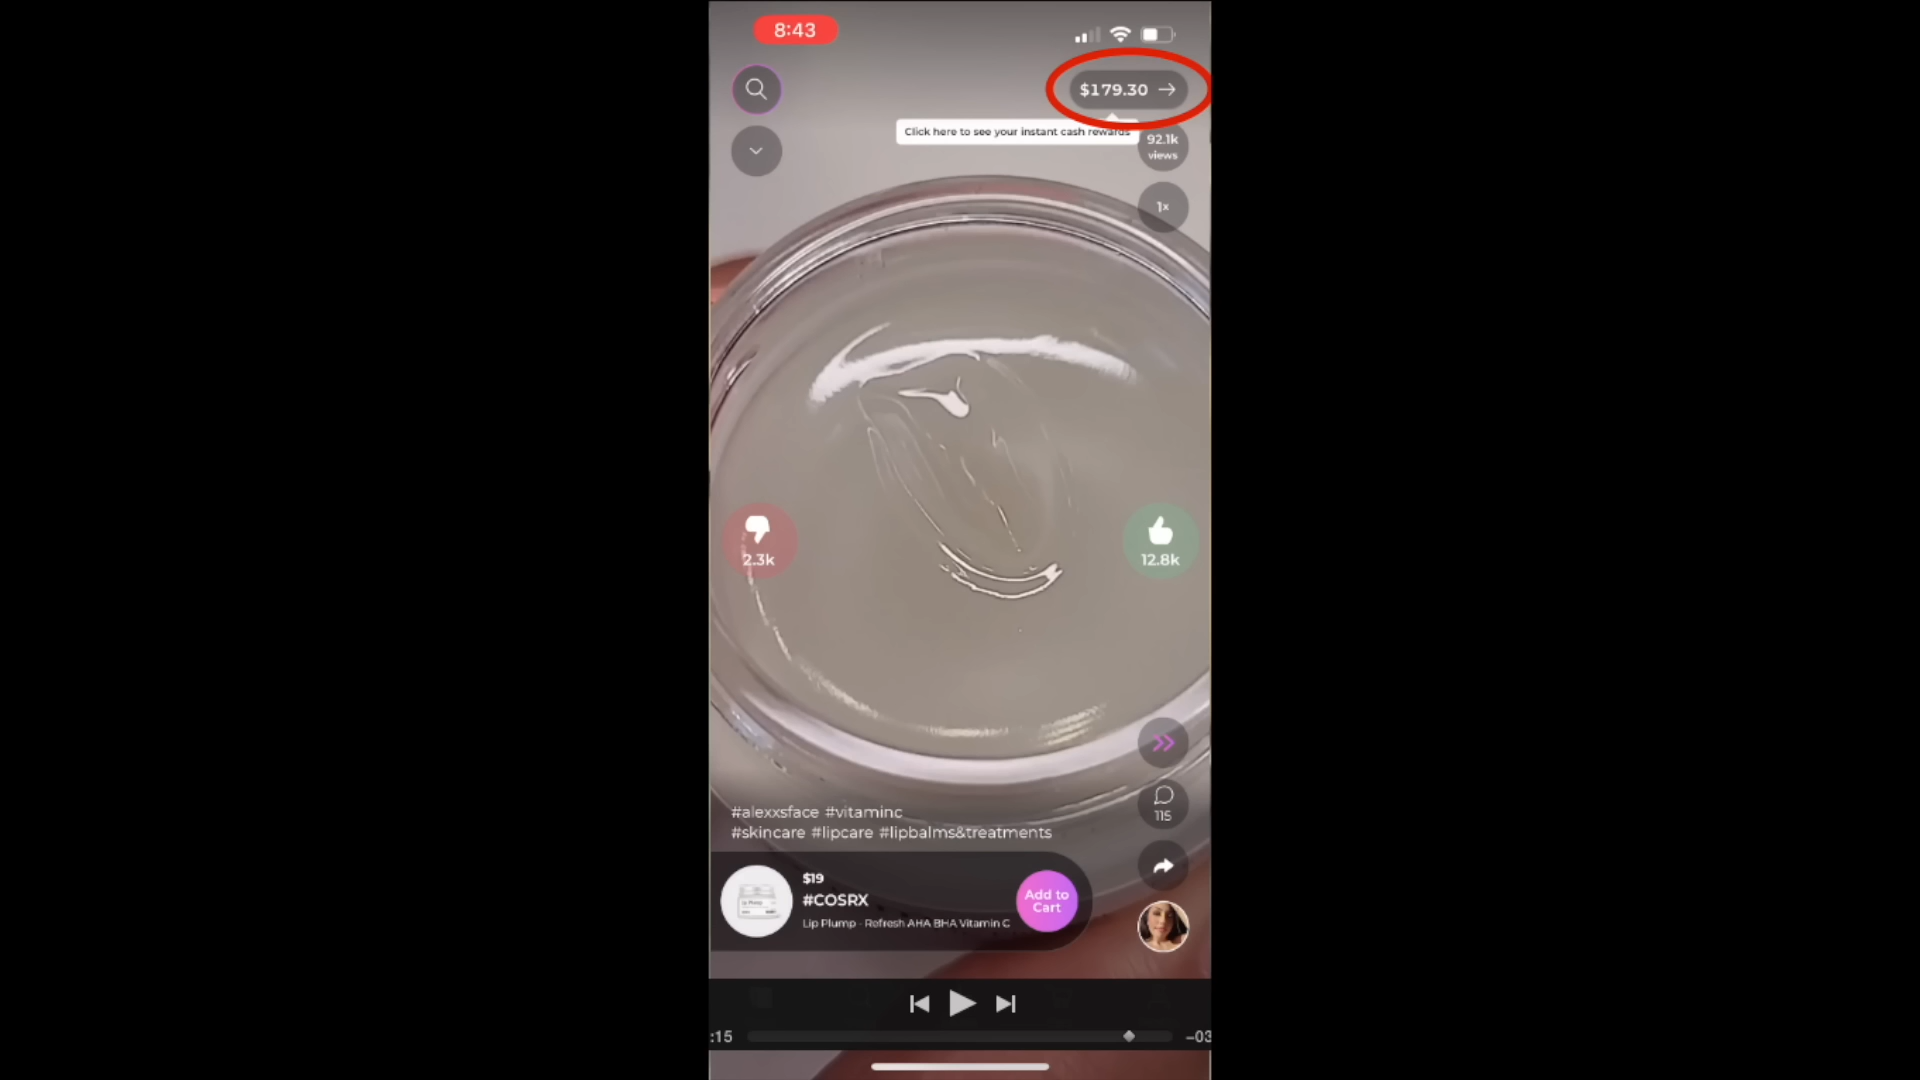 8:43
$179.30
Click here to see your instant cash rewards
92.1k
views
1x
2.3k
12.8k
#alexxsface #vitaminc
#skincare #lipcare #lipbalms&treatments
115
$19
#COSRX
Lip Plump - Refresh AHA BHA Vitamin C
Add to
Cart
:15
-03